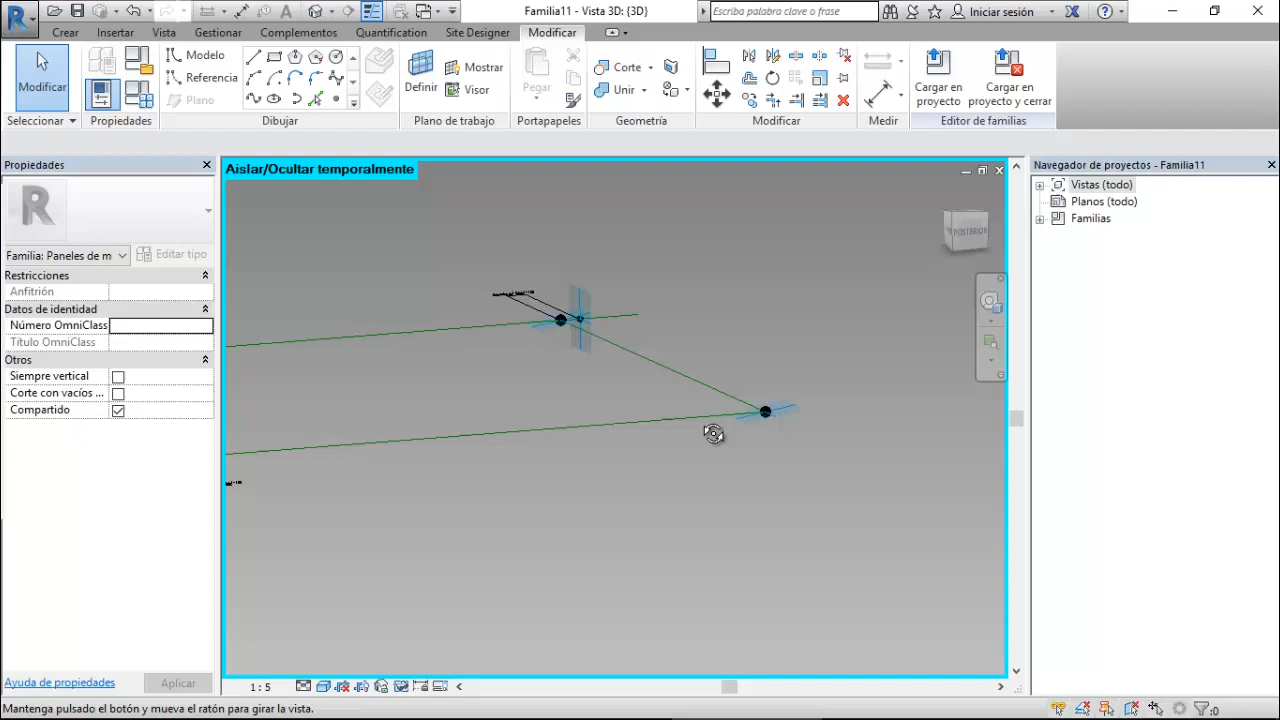 Familia11 - Vista 3D: {3D}
Escriba palabra clave o frase
Iniciar sesión
Crear
Insertar
Vista
Gestionar
Complementos
Quantification
Site Designer
Modificar
Modificar
Modelo
Referencia
Plano
Definir
Mostrar
Visor
Pegar
Corte
Unir
Cargar en
proyecto
Cargar en
proyecto y cerrar
Seleccionar
Propiedades
Dibujar
Plano de trabajo
Portapapeles
Geometría
Modificar
Medir
Editor de familias
Propiedades
Familia: Paneles de m
Editar tipo
Restricciones
Anfitrión
Datos de identidad
Número OmniClass
Título OmniClass
Otros
Siempre vertical
Corte con vacíos ...
Compartido
Ayuda de propiedades
Aplicar
Aislar/Ocultar temporalmente
POSTERIOR
Navegador de proyectos - Familia11
Vistas (todo)
Planos (todo)
Familias
1 : 5
Mantenga pulsado el botón y mueva el ratón para girar la vista.
:0